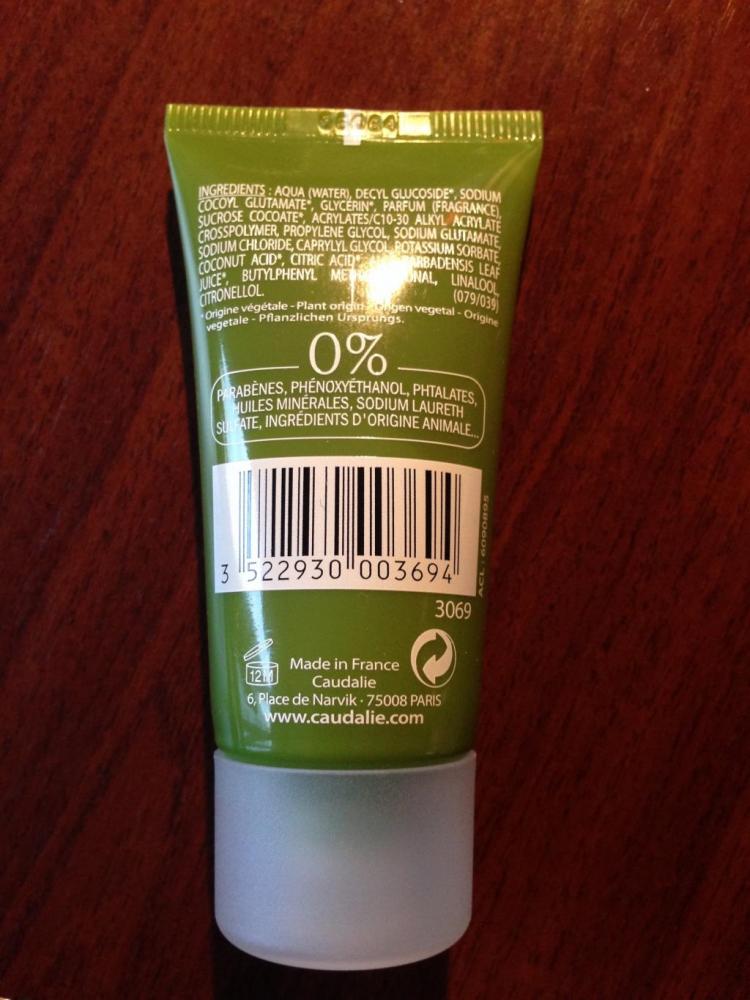 INGREDIENTS : AQUA (WATER), DECYL GLUCOSIDE*, SODIUM
COCOYL GLUTAMATE*, GLYCERIN*, PARFUM (FRAGRANCE),
SUCROSE COCOATE*, ACRYLATES/C10-30 ALKYL ACRYLATE
CROSSPOLYMER, PROPYLENE GLYCOL, SODIUM GLUTAMATE,
SODIUM CHLORIDE, CAPRYLYL GLYCOL, POTASSIUM SORBATE,
COCONUT ACID*, CITRIC ACID*, BARBADENSIS LEAF
JUICE*, BUTYLPHENYL LINALOOL,
CITRONELLOL. (079/039)
* Origine végétale - Plant origin - Origen vegetal - Origine
vegetale - Pflanzlichen Ursprungs.
0%
PARABÈNES, PHÉNOXYÉTHANOL, PHTALATES,
HUILES MINÉRALES, SODIUM LAURETH
SULFATE, INGRÉDIENTS D'ORIGINE ANIMALE...
3 522930 003694
ACL : 6090895
3069
12M
Made in France
Caudalie
6, Place de Narvik · 75008 PARIS
www.caudalie.com